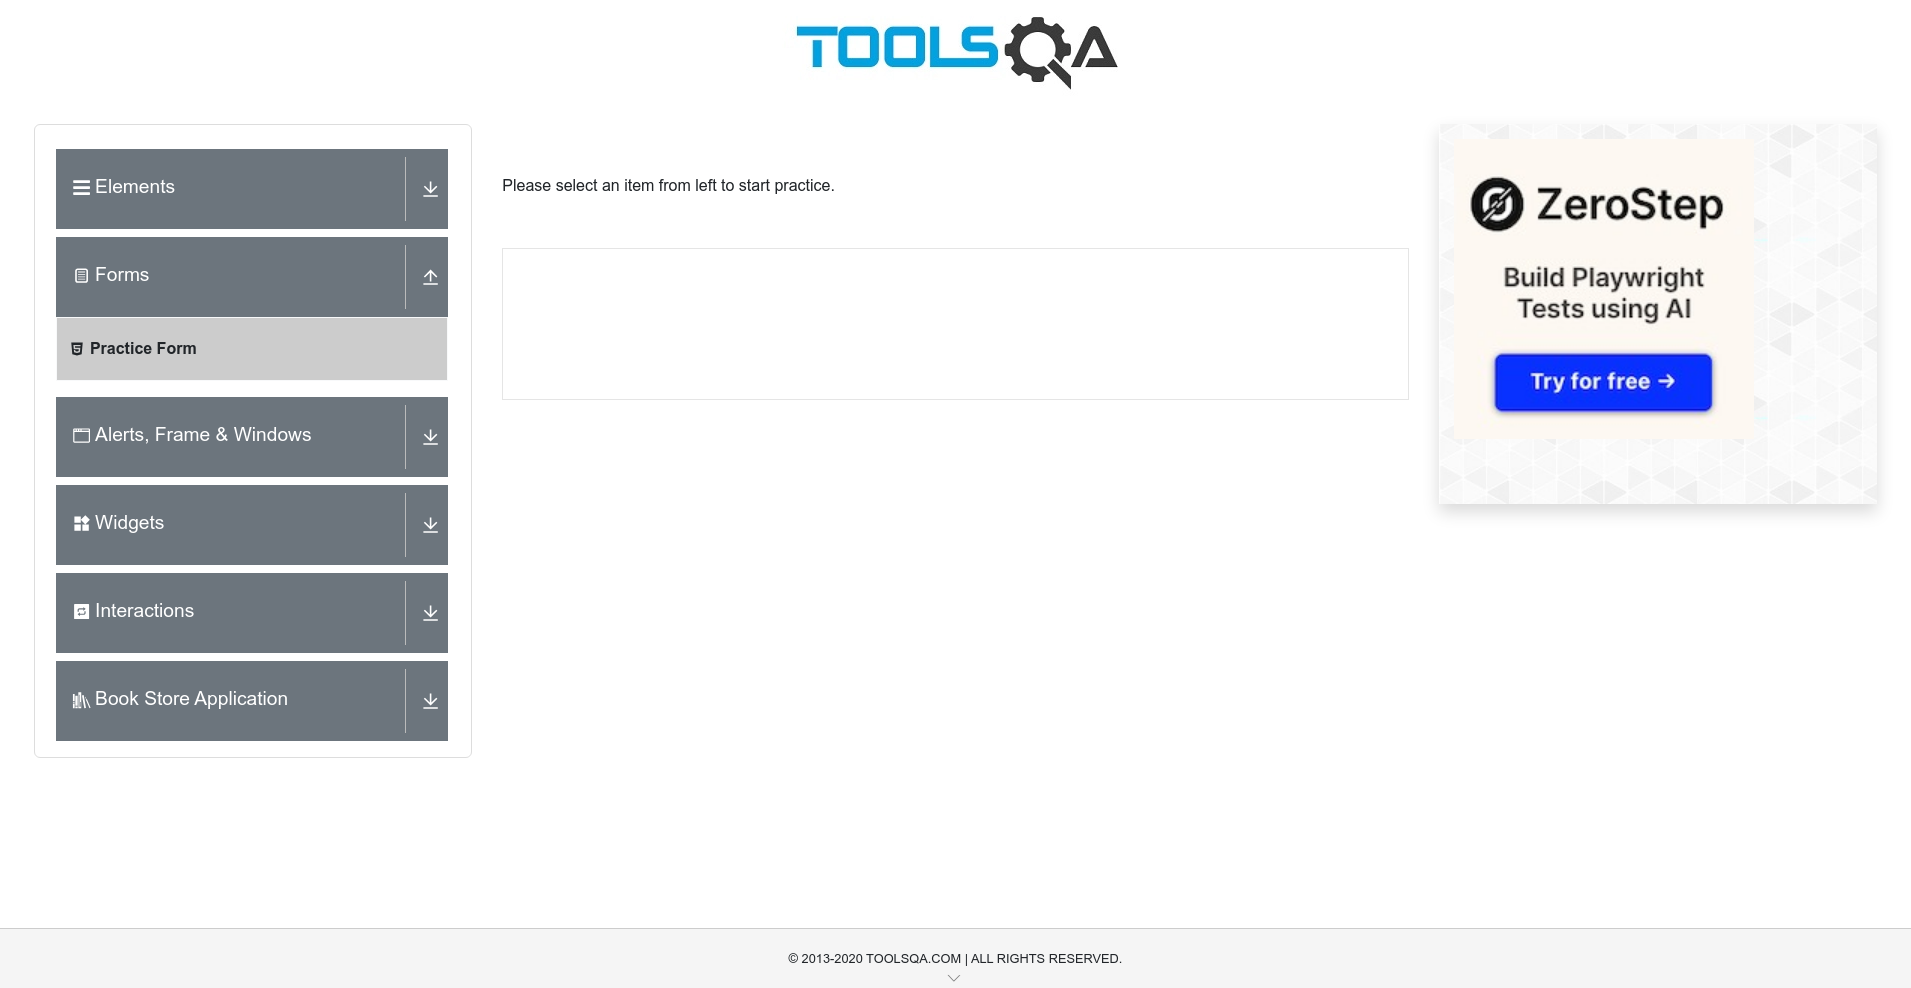 TOOLSQA
Elements
Forms
Practice Form
Alerts, Frame & Windows
Widgets
Interactions
Book Store Application
Please select an item from left to start practice.
ZeroStep
Build Playwright
Tests using AI
Try for free →
© 2013-2020 TOOLSQA.COM | ALL RIGHTS RESERVED.